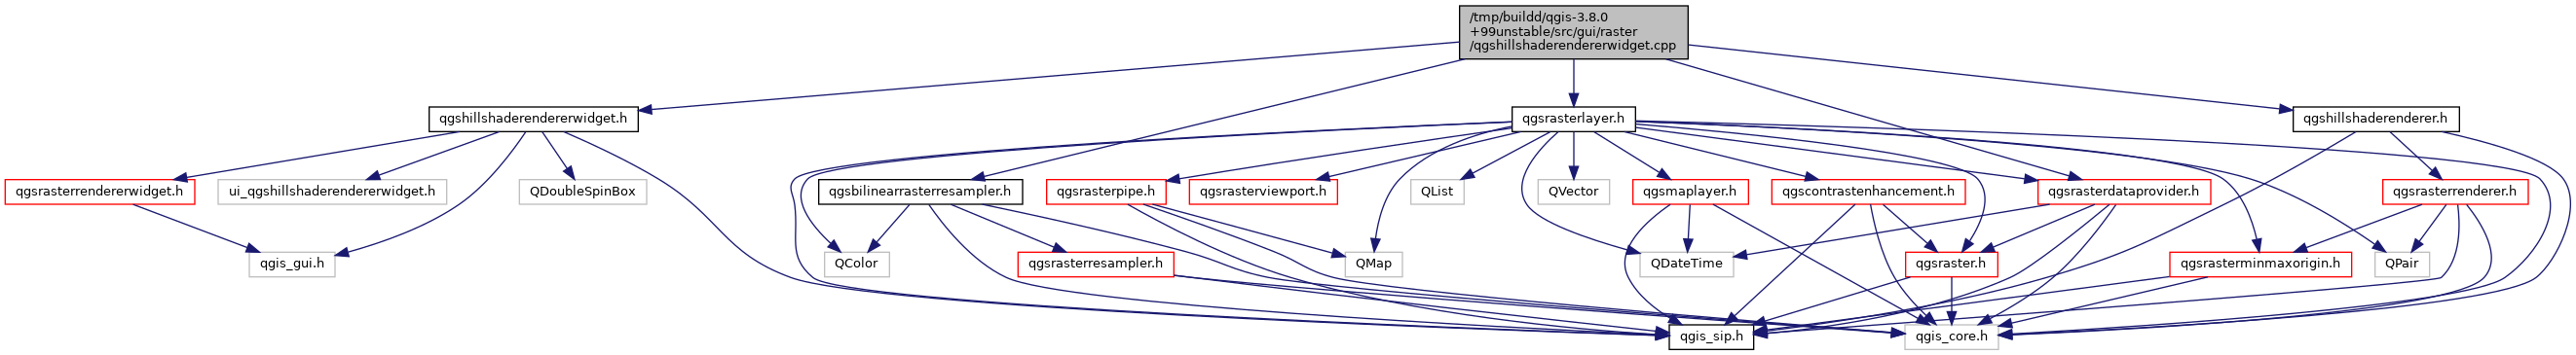 /tmp/buildd/qgis-3.8.0
+99unstable/src/gui/raster
/qgshillshaderendererwidget.cpp
qgshillshaderendererwidget.h
qgsrasterlayer.h
qgshillshaderenderer.h
qgsrasterrendererwidget.h
ui_qgshillshaderendererwidget.h
QDoubleSpinBox
qgsbilinearrasterresampler.h
qgsrasterpipe.h
qgsrasterviewport.h
QList
QVector
qgsmaplayer.h
qgscontrastenhancement.h
qgsrasterdataprovider.h
qgsrasterrenderer.h
qgis_gui.h
QColor
qgsrasterresampler.h
QMap
QDateTime
qgsraster.h
qgsrasterminmaxorigin.h
QPair
qgis_sip.h
qgis_core.h